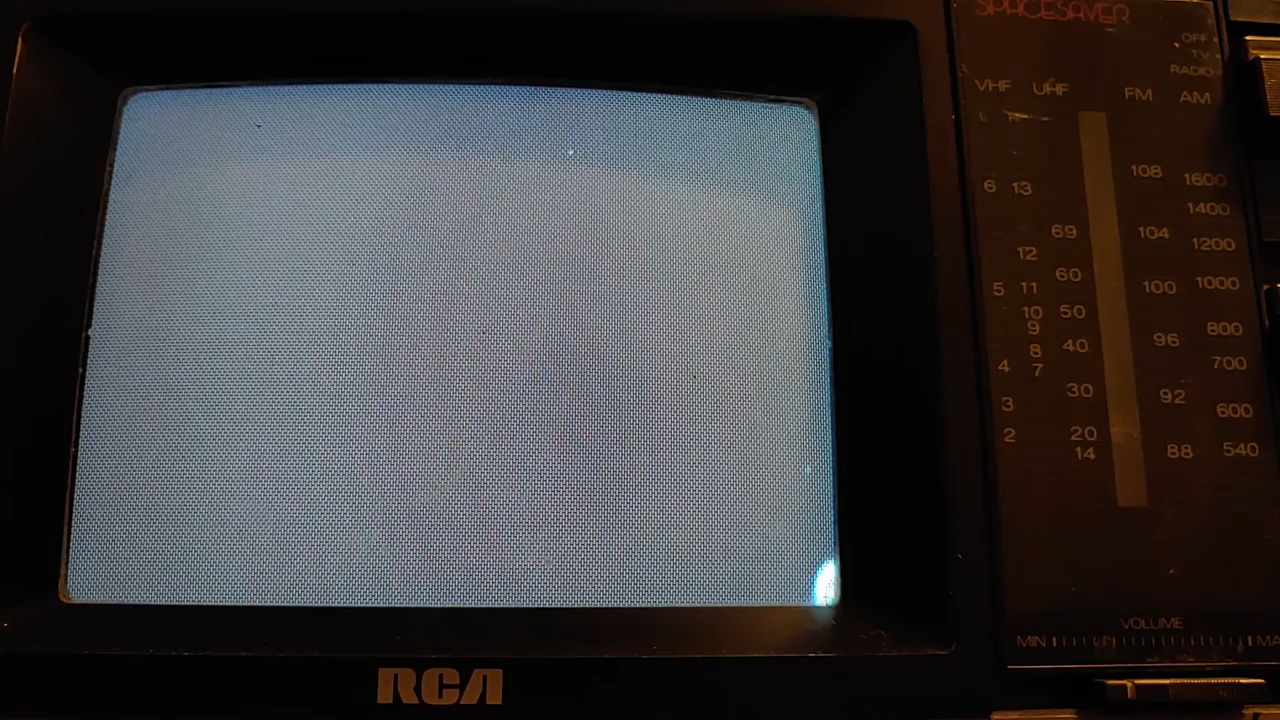 SPACESAVER
OFF
TV
RADIO
VHF UHF FM AM
L H
108
6 13 1600
1400
69 104
12 1200
60
5 11 100 1000
10 50
9 800
8 40 96
4 7 700
30
3 92 600
2 20
14 88 540
VOLUME
MIN MA
RCA